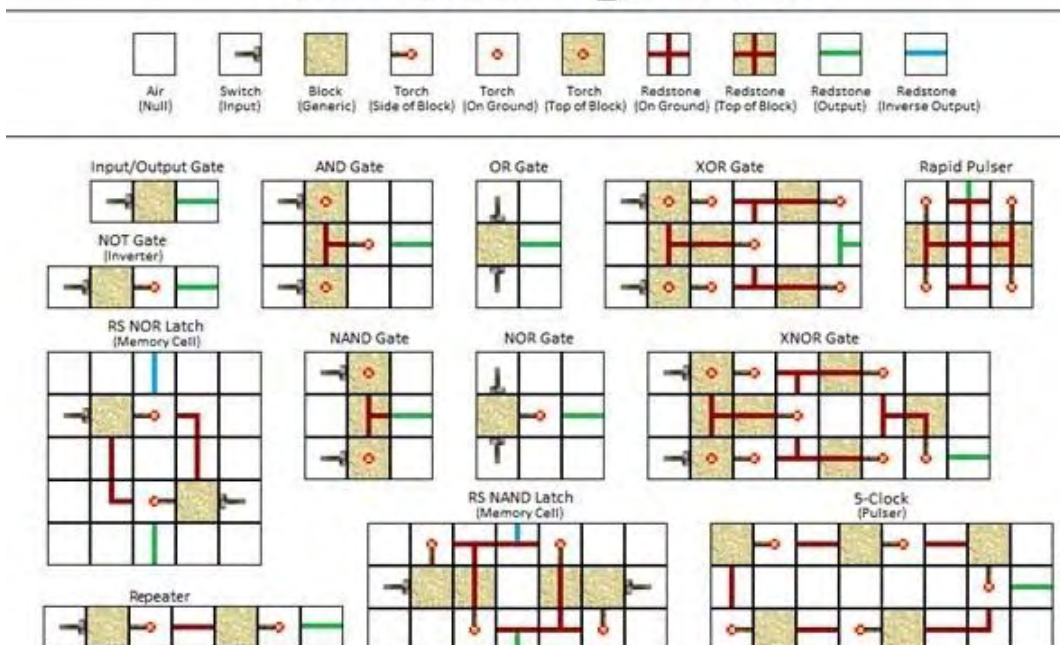 Air
(Null)
Switch
(Input)
Block
(Generic)
Torch
(Side of Block)
Torch
(On Ground)
Torch
(Top of Block)
Redstone
(On Ground)
Redstone
(Top of Block)
Redstone
(Output)
Redstone
(Inverse Output)
Input/Output Gate
AND Gate
OR Gate
XOR Gate
Rapid Pulser
NOT Gate
(Inverter)
RS NOR Latch
(Memory Cell)
NAND Gate
NOR Gate
XNOR Gate
RS NAND Latch
(Memory Cell)
5-Clock
(Pulser)
Repeater